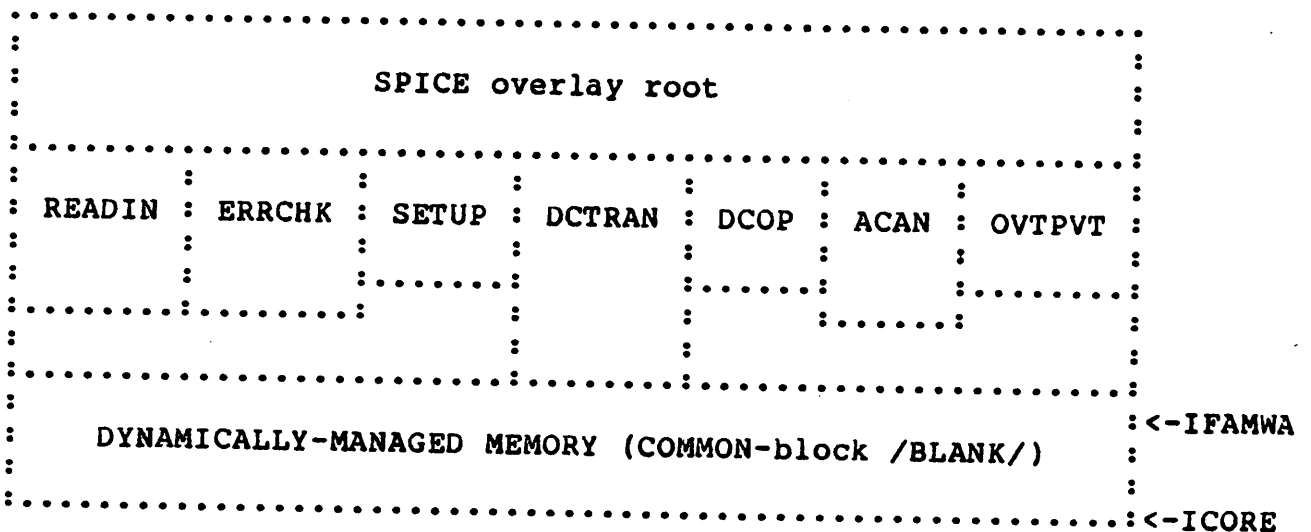 SPICE overlay root
READIN : ERRCHK : SETUP : DCTRAN : DCOP : ACAN : OVTPVT
<-IFAMWA
DYNAMICALLY-MANAGED MEMORY (COMMON-block /BLANK/)
<-ICORE